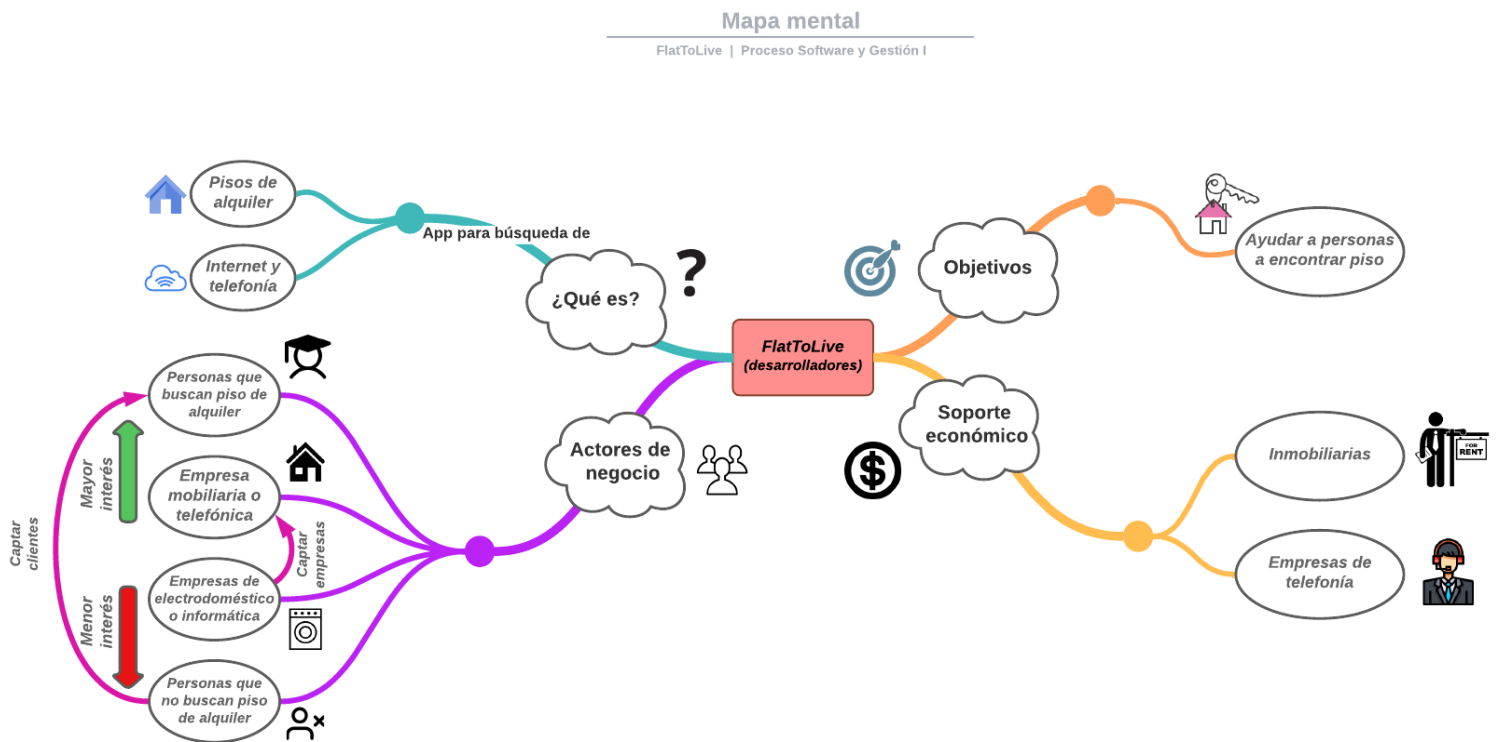 Mapa mental
FlatToLive | Proceso Software y Gestión I
Pisos de
alquiler
Internet y
telefonía
App para búsqueda de
¿Qué es?
?
Objetivos
Ayudar a personas
a encontrar piso
FlatToLive
(desarrolladores)
Soporte
económico
$
Inmobiliarias
FOR
RENT
Empresas de
telefonía
Actores de
negocio
Personas que
buscan piso de
alquiler
Empresa
mobiliaria o
telefónica
Empresas de
electrodoméstico
o informática
Personas que
no buscan piso
de alquiler
Mayor
interés
Menor
interés
Captar
clientes
Captar
empresas